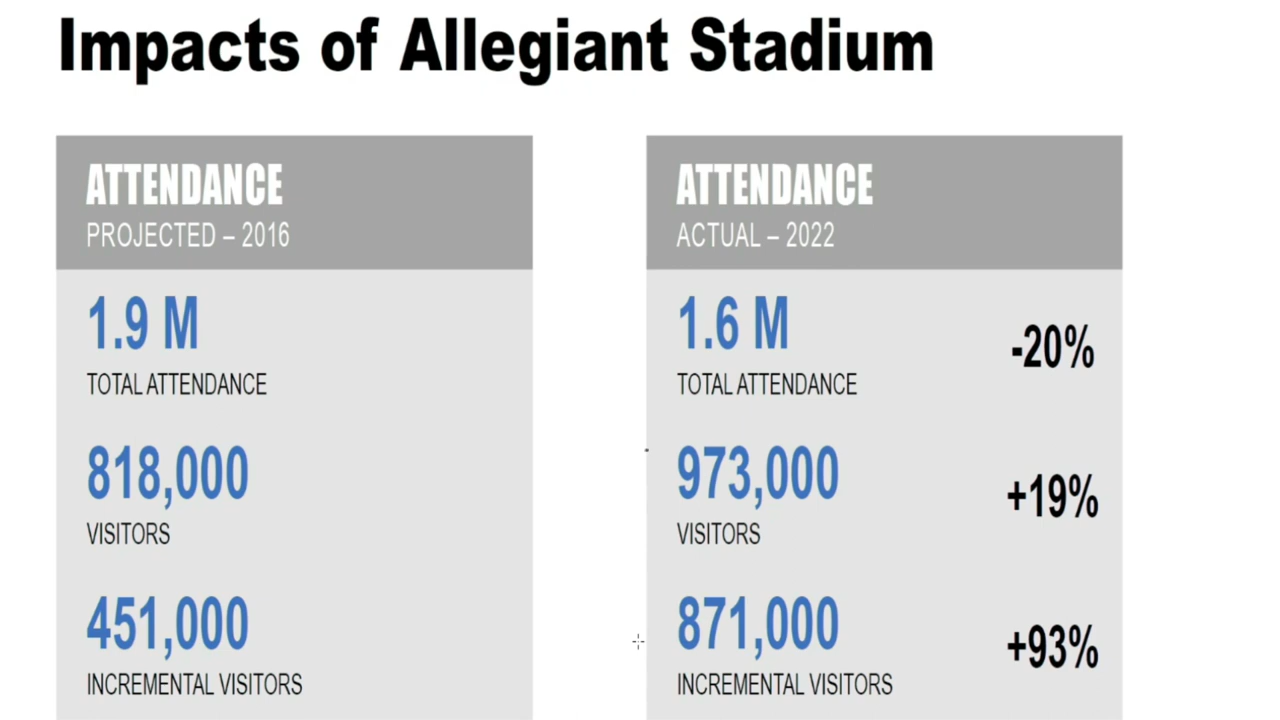 Impacts of Allegiant Stadium
ATTENDANCE
PROJECTED – 2016
1.9 M
TOTAL ATTENDANCE
818,000
VISITORS
451,000
INCREMENTAL VISITORS
ATTENDANCE
ACTUAL – 2022
1.6 M
TOTAL ATTENDANCE
-20%
973,000
VISITORS
+19%
871,000
INCREMENTAL VISITORS
+93%